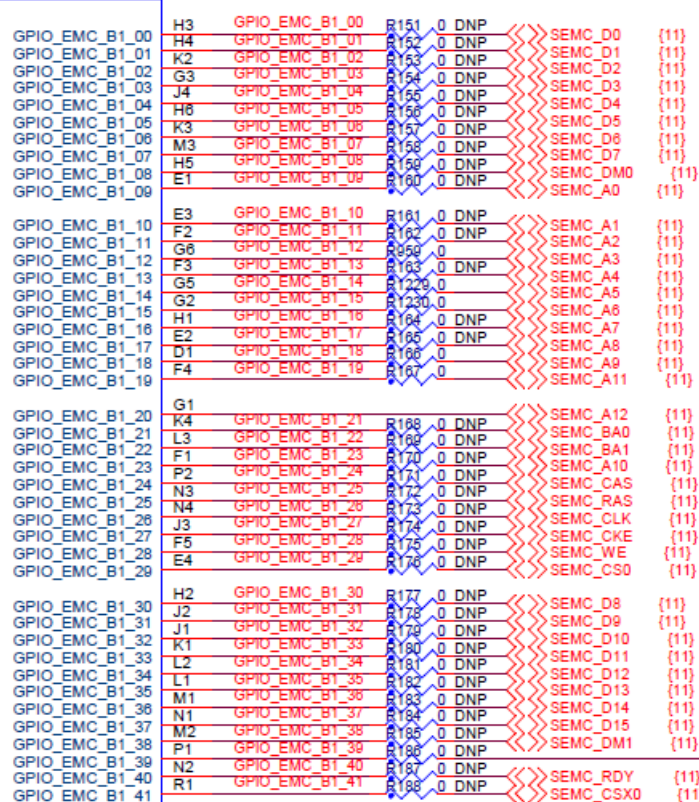 GPIO_EMC_B1_00 H3 GPIO_EMC_B1_00 R151 0 DNP SEMC_D0 {11}
GPIO_EMC_B1_01 H4 GPIO_EMC_B1_01 R152 0 DNP SEMC_D1 {11}
GPIO_EMC_B1_02 K2 GPIO_EMC_B1_02 R153 0 DNP SEMC_D2 {11}
GPIO_EMC_B1_03 G3 GPIO_EMC_B1_03 R154 0 DNP SEMC_D3 {11}
GPIO_EMC_B1_04 J4 GPIO_EMC_B1_04 R155 0 DNP SEMC_D4 {11}
GPIO_EMC_B1_05 H6 GPIO_EMC_B1_05 R156 0 DNP SEMC_D5 {11}
GPIO_EMC_B1_06 K3 GPIO_EMC_B1_06 R157 0 DNP SEMC_D6 {11}
GPIO_EMC_B1_07 M3 GPIO_EMC_B1_07 R158 0 DNP SEMC_D7 {11}
GPIO_EMC_B1_08 H5 GPIO_EMC_B1_08 R159 0 DNP SEMC_DM0 {11}
GPIO_EMC_B1_09 E1 GPIO_EMC_B1_09 R160 0 DNP SEMC_A0 {11}
GPIO_EMC_B1_10 E3 GPIO_EMC_B1_10 R161 0 DNP SEMC_A1 {11}
GPIO_EMC_B1_11 F2 GPIO_EMC_B1_11 R162 0 DNP SEMC_A2 {11}
GPIO_EMC_B1_12 G6 GPIO_EMC_B1_12 R959 0 SEMC_A3 {11}
GPIO_EMC_B1_13 F3 GPIO_EMC_B1_13 R163 0 DNP SEMC_A4 {11}
GPIO_EMC_B1_14 G5 GPIO_EMC_B1_14 R1229 0 SEMC_A5 {11}
GPIO_EMC_B1_15 G2 GPIO_EMC_B1_15 R1230 0 SEMC_A6 {11}
GPIO_EMC_B1_16 H1 GPIO_EMC_B1_16 R164 0 DNP SEMC_A7 {11}
GPIO_EMC_B1_17 E2 GPIO_EMC_B1_17 R165 0 DNP SEMC_A8 {11}
GPIO_EMC_B1_18 D1 GPIO_EMC_B1_18 R166 0 SEMC_A9 {11}
GPIO_EMC_B1_19 F4 GPIO_EMC_B1_19 R167 0 SEMC_A11 {11}
GPIO_EMC_B1_20 G1 SEMC_A12 {11}
GPIO_EMC_B1_21 K4 GPIO_EMC_B1_21 R168 0 DNP SEMC_BA0 {11}
GPIO_EMC_B1_22 L3 GPIO_EMC_B1_22 R169 0 DNP SEMC_BA1 {11}
GPIO_EMC_B1_23 F1 GPIO_EMC_B1_23 R170 0 DNP SEMC_A10 {11}
GPIO_EMC_B1_24 P2 GPIO_EMC_B1_24 R171 0 DNP SEMC_CAS {11}
GPIO_EMC_B1_25 N3 GPIO_EMC_B1_25 R172 0 DNP SEMC_RAS {11}
GPIO_EMC_B1_26 N4 GPIO_EMC_B1_26 R173 0 DNP SEMC_CLK {11}
GPIO_EMC_B1_27 J3 GPIO_EMC_B1_27 R174 0 DNP SEMC_CKE {11}
GPIO_EMC_B1_28 F5 GPIO_EMC_B1_28 R175 0 DNP SEMC_WE {11}
GPIO_EMC_B1_29 E4 GPIO_EMC_B1_29 R176 0 DNP SEMC_CS0 {11}
GPIO_EMC_B1_30 H2 GPIO_EMC_B1_30 R177 0 DNP SEMC_D8 {11}
GPIO_EMC_B1_31 J2 GPIO_EMC_B1_31 R178 0 DNP SEMC_D9 {11}
GPIO_EMC_B1_32 J1 GPIO_EMC_B1_32 R179 0 DNP SEMC_D10 {11}
GPIO_EMC_B1_33 K1 GPIO_EMC_B1_33 R180 0 DNP SEMC_D11 {11}
GPIO_EMC_B1_34 L2 GPIO_EMC_B1_34 R181 0 DNP SEMC_D12 {11}
GPIO_EMC_B1_35 L1 GPIO_EMC_B1_35 R182 0 DNP SEMC_D13 {11}
GPIO_EMC_B1_36 M1 GPIO_EMC_B1_36 R183 0 DNP SEMC_D14 {11}
GPIO_EMC_B1_37 N1 GPIO_EMC_B1_37 R184 0 DNP SEMC_D15 {11}
GPIO_EMC_B1_38 M2 GPIO_EMC_B1_38 R185 0 DNP SEMC_DM1 {11}
GPIO_EMC_B1_39 P1 GPIO_EMC_B1_39 R186 0 DNP
GPIO_EMC_B1_40 N2 GPIO_EMC_B1_40 R187 0 DNP SEMC_RDY {11}
GPIO_EMC_B1_41 R1 GPIO_EMC_B1_41 R188 0 DNP SEMC_CSX0 {11